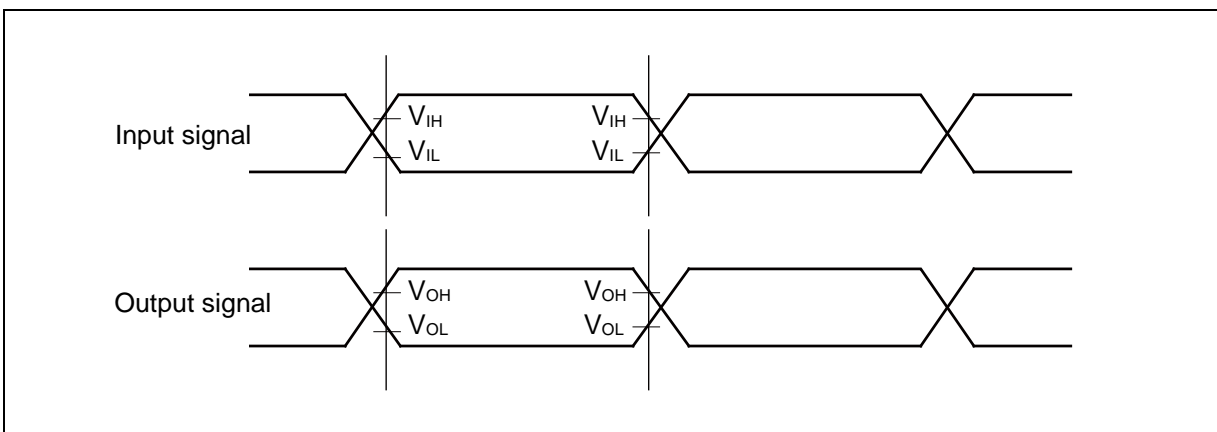 VIH VIH
Input signal
VIL VIL
VOH VOH
Output signal
VOL VOL